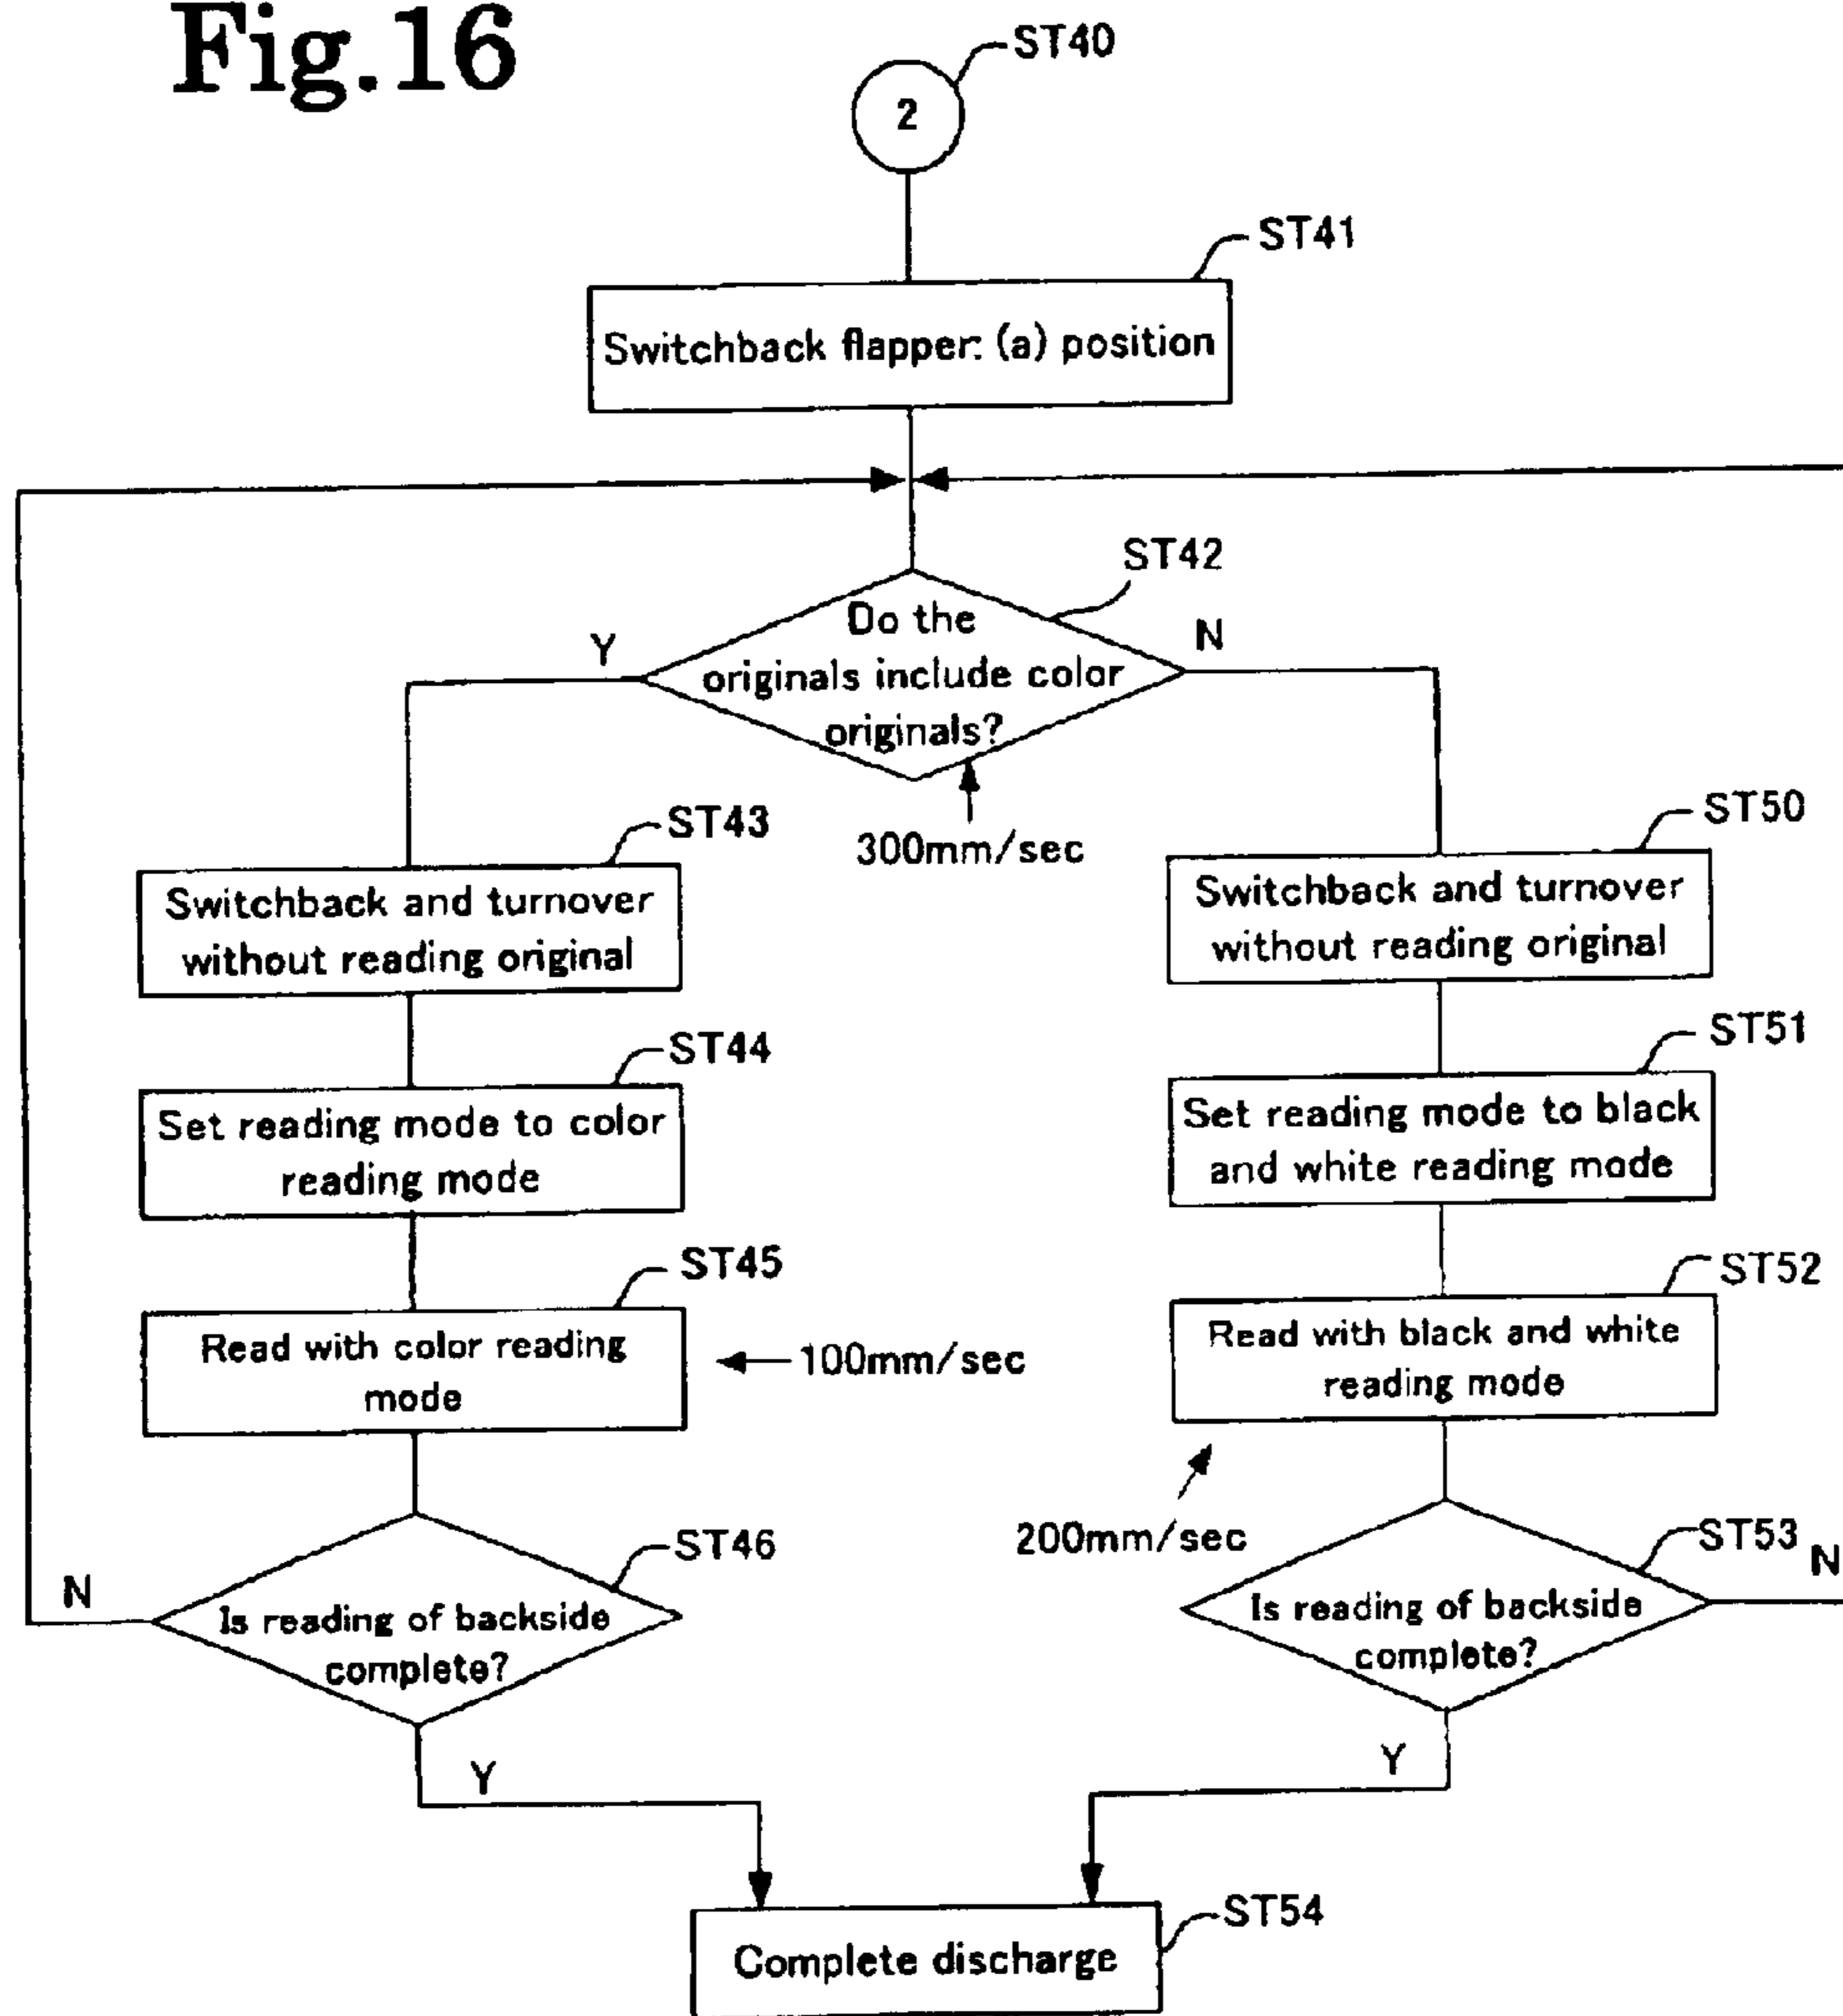 Fig.16
ST40
2
ST41
Switchback flapper: (a) position
ST42
Do the
originals include color
originals?
Y
N
300mm/sec
ST43
Switchback and turnover
without reading original
ST50
Switchback and turnover
without reading original
ST44
Set reading mode to color
reading mode
ST51
Set reading mode to black
and white reading mode
ST45
Read with color reading
mode
100mm/sec
ST52
Read with black and white
reading mode
200mm/sec
ST46
Is reading of backside
complete?
N
ST53
Is reading of backside
complete?
N
Y
Y
ST54
Complete discharge